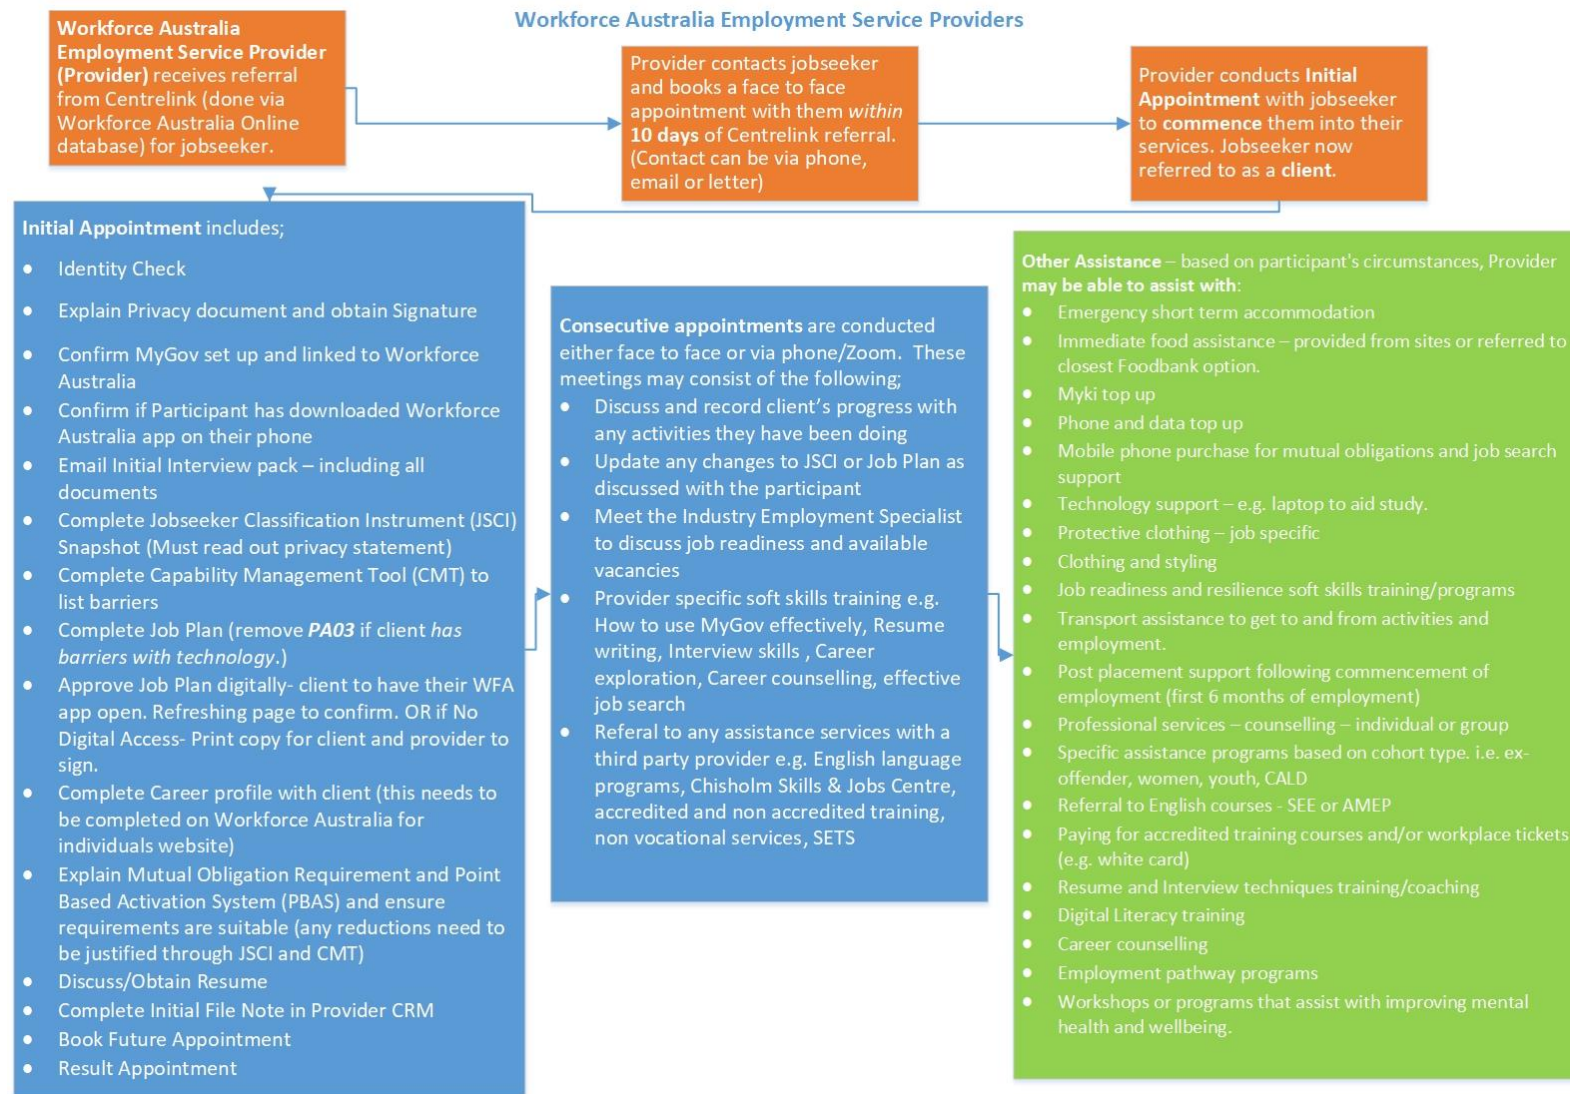 Workforce Australia Employment Service Providers
Workforce Australia
Employment Service Provider
(Provider) receives referral
from Centrelink (done via
Workforce Australia Online
database) for jobseeker.
Provider contacts jobseeker
and books a face to face
appointment with them within
10 days of Centrelink referral.
(Contact can be via phone,
email or letter)
Provider conducts Initial
Appointment with jobseeker
to commence them into their
services. Jobseeker now
referred to as a client.
Initial Appointment includes;
● Identity Check
● Explain Privacy document and obtain Signature
● Confirm MyGov set up and linked to Workforce
Australia
● Confirm if Participant has downloaded Workforce
Australia app on their phone
● Email Initial Interview pack – including all
documents
● Complete Jobseeker Classification Instrument (JSCI)
Snapshot (Must read out privacy statement)
● Complete Capability Management Tool (CMT) to
list barriers
● Complete Job Plan (remove PA03 if client has
barriers with technology.)
● Approve Job Plan digitally- client to have their WFA
app open. Refreshing page to confirm. OR if No
Digital Access- Print copy for client and provider to
sign.
● Complete Career profile with client (this needs to
be completed on Workforce Australia for
individuals website)
● Explain Mutual Obligation Requirement and Point
Based Activation System (PBAS) and ensure
requirements are suitable (any reductions need to
be justified through JSCI and CMT)
● Discuss/Obtain Resume
● Complete Initial File Note in Provider CRM
● Book Future Appointment
● Result Appointment
Consecutive appointments are conducted
either face to face or via phone/Zoom. These
meetings may consist of the following;
● Discuss and record client's progress with
any activities they have been doing
● Update any changes to JSCI or Job Plan as
discussed with the participant
● Meet the Industry Employment Specialist
to discuss job readiness and available
vacancies
● Provider specific soft skills training e.g.
How to use MyGov effectively, Resume
writing, Interview skills , Career
exploration, Career counselling, effective
job search
● Referal to any assistance services with a
third party provider e.g. English language
programs, Chisholm Skills & Jobs Centre,
accredited and non accredited training,
non vocational services, SETS
Other Assistance – based on participant's circumstances, Provider
may be able to assist with:
● Emergency short term accommodation
● Immediate food assistance – provided from sites or referred to
closest Foodbank option.
● Myki top up
● Phone and data top up
● Mobile phone purchase for mutual obligations and job search
support
● Technology support – e.g. laptop to aid study.
● Protective clothing – job specific
● Clothing and styling
● Job readiness and resilience soft skills training/programs
● Transport assistance to get to and from activities and
employment.
● Post placement support following commencement of
employment (first 6 months of employment)
● Professional services – counselling – individual or group
● Specific assistance programs based on cohort type. i.e. ex-
offender, women, youth, CALD
● Referral to English courses - SEE or AMEP
● Paying for accredited training courses and/or workplace tickets
(e.g. white card)
● Resume and Interview techniques training/coaching
● Digital Literacy training
● Career counselling
● Employment pathway programs
● Workshops or programs that assist with improving mental
health and wellbeing.